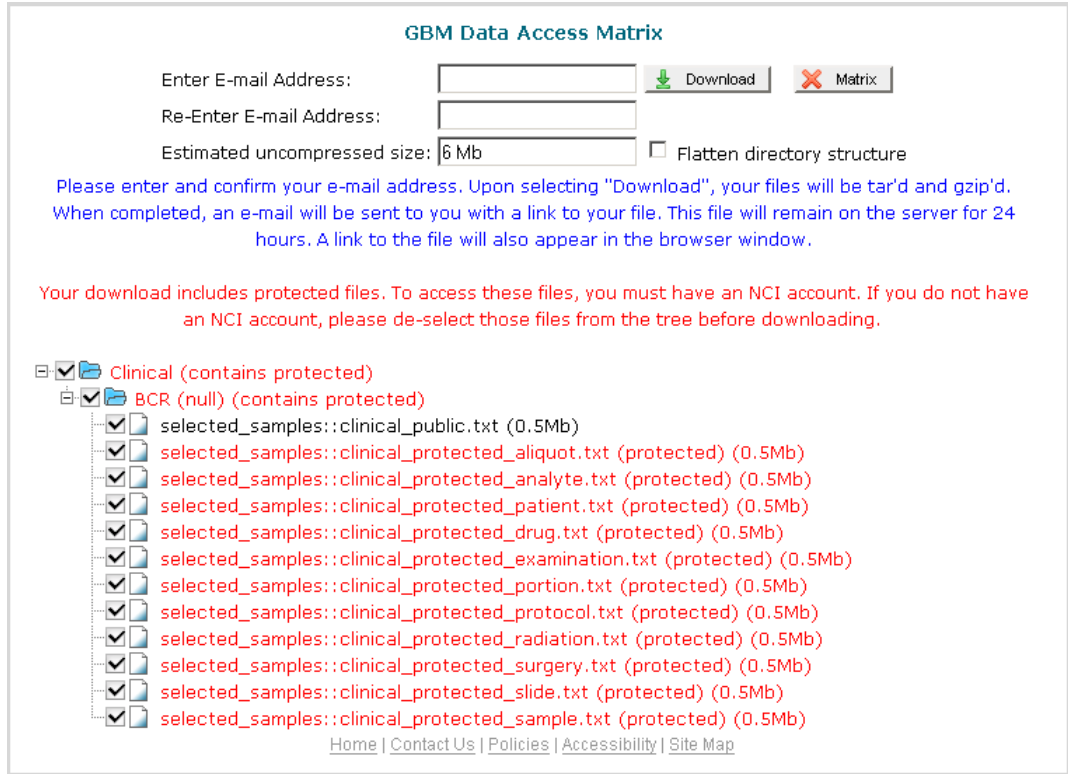 GBM Data Access Matrix
Enter E-mail Address: Download Matrix
Re-Enter E-mail Address:
Estimated uncompressed size: 6 Mb Flatten directory structure
Please enter and confirm your e-mail address. Upon selecting "Download", your files will be tar'd and gzip'd.
When completed, an e-mail will be sent to you with a link to your file. This file will remain on the server for 24
hours. A link to the file will also appear in the browser window.
Your download includes protected files. To access these files, you must have an NCI account. If you do not have
an NCI account, please de-select those files from the tree before downloading.
Clinical (contains protected)
BCR (null) (contains protected)
selected_samples::clinical_public.txt (0.5Mb)
selected_samples::clinical_protected_aliquot.txt (protected) (0.5Mb)
selected_samples::clinical_protected_analyte.txt (protected) (0.5Mb)
selected_samples::clinical_protected_patient.txt (protected) (0.5Mb)
selected_samples::clinical_protected_drug.txt (protected) (0.5Mb)
selected_samples::clinical_protected_examination.txt (protected) (0.5Mb)
selected_samples::clinical_protected_portion.txt (protected) (0.5Mb)
selected_samples::clinical_protected_protocol.txt (protected) (0.5Mb)
selected_samples::clinical_protected_radiation.txt (protected) (0.5Mb)
selected_samples::clinical_protected_surgery.txt (protected) (0.5Mb)
selected_samples::clinical_protected_slide.txt (protected) (0.5Mb)
selected_samples::clinical_protected_sample.txt (protected) (0.5Mb)
Home | Contact Us | Policies | Accessibility | Site Map